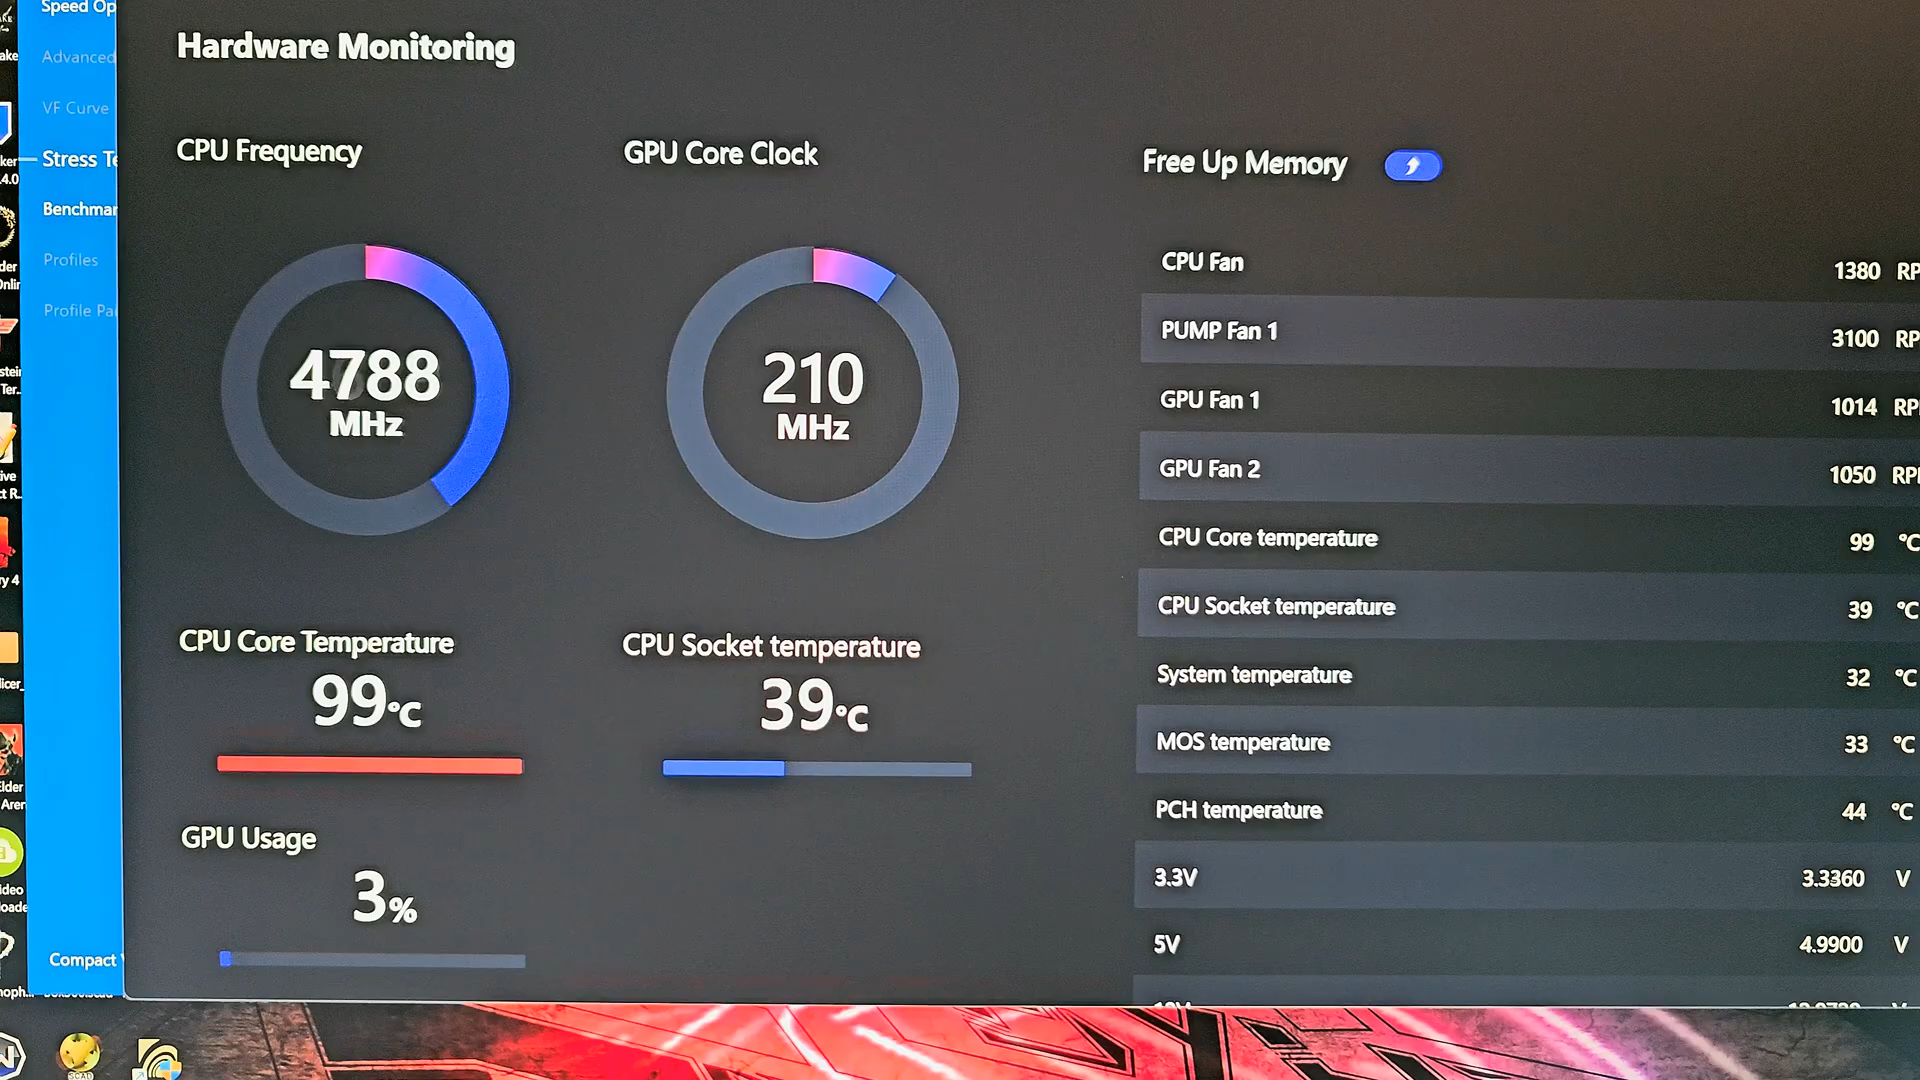 Speed Op
Advanced
VF Curve
Stress Te
Benchmar
Profiles
Profile Pa
Compact
Hardware Monitoring
CPU Frequency
4788
MHz
GPU Core Clock
210
MHz
CPU Core Temperature
99°C
CPU Socket temperature
39°C
GPU Usage
3%
Free Up Memory
CPU Fan 1380 RP
PUMP Fan 1 3100 RP
GPU Fan 1 1014 RP
GPU Fan 2 1050 RP
CPU Core temperature 99 °C
CPU Socket temperature 39 °C
System temperature 32 °C
MOS temperature 33 °C
PCH temperature 44 °C
3.3V 3.3360 V
5V 4.9900 V